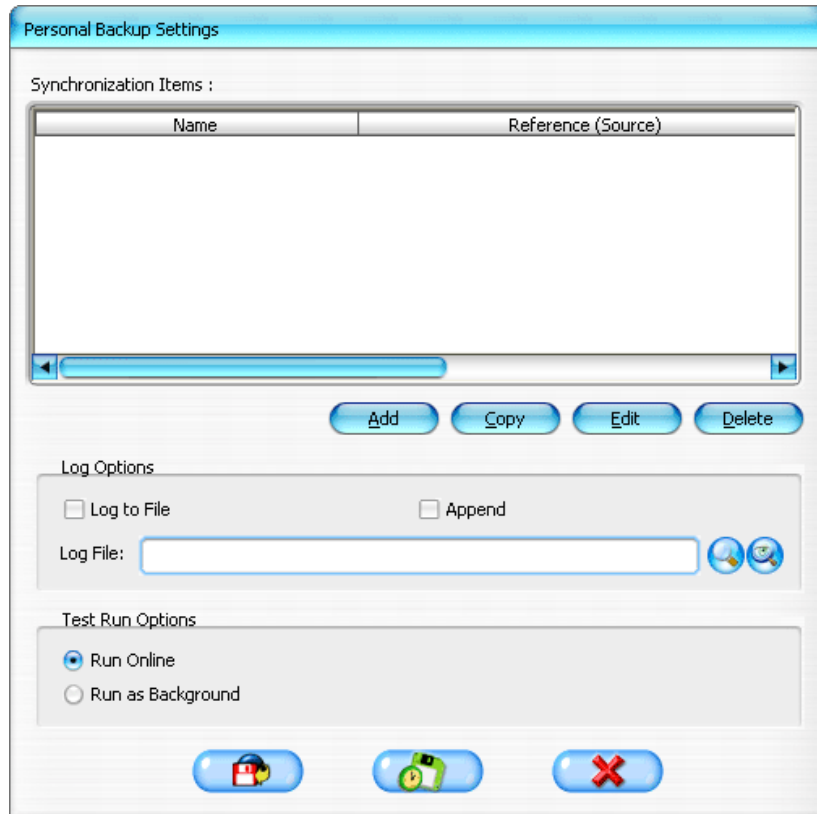 Personal Backup Settings
Synchronization Items :
Name Reference (Source)
Add Copy Edit Delete
Log Options
Log to File Append
Log File:
Test Run Options
Run Online
Run as Background